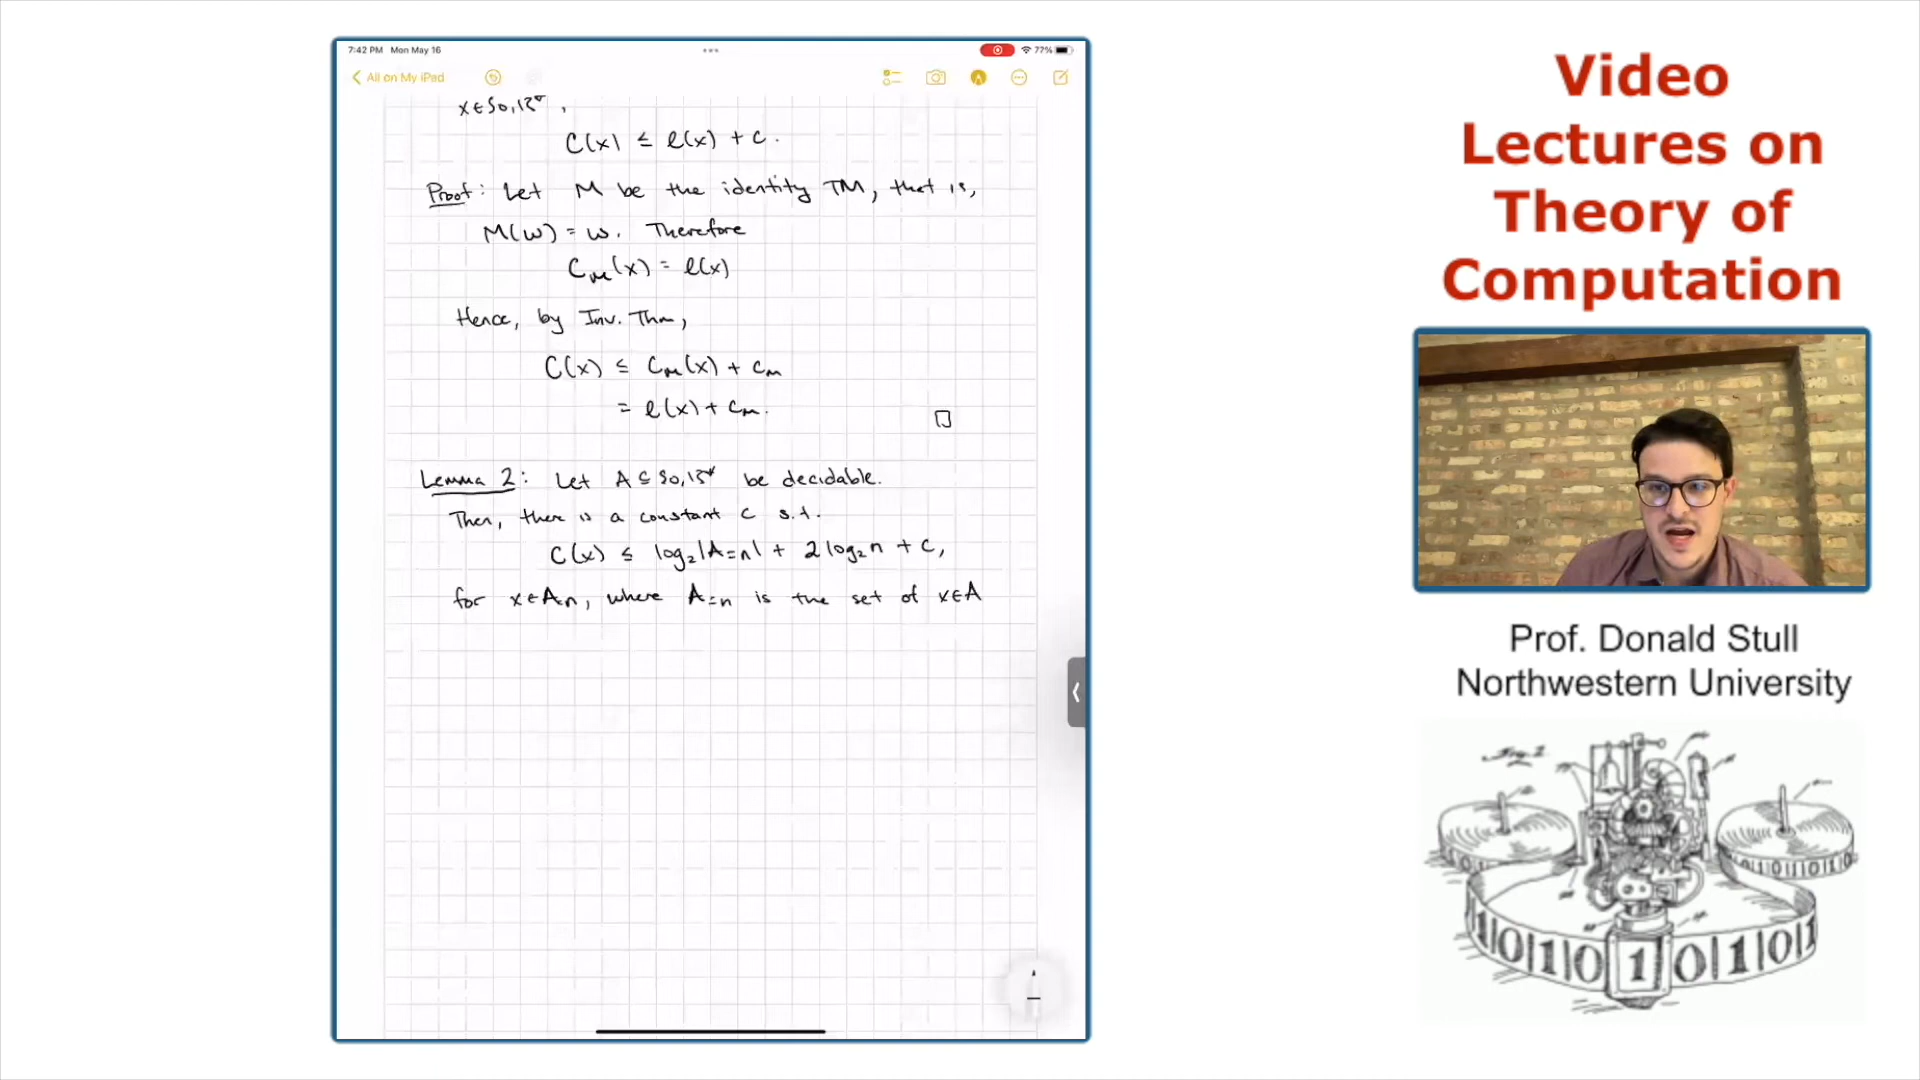 7:42 PM Mon May 16
77%
All on My iPad
x ∈ {0,1}*,
C(x) ≤ l(x) + c.
Proof: Let M be the identity TM, that is,
M(w) = w. Therefore
C_M(x) = l(x)
Hence, by Inv. Thm,
C(x) ≤ C_M(x) + c_M
= l(x) + c_M.
□
Lemma 2: Let A ⊆ {0,1}* be decidable.
Then, there is a constant c s.t.
C(x) ≤ log₂|A=n| + 2log₂n + c,
for x ∈ A=n, where A=n is the set of x ∈ A
Video
Lectures on
Theory of
Computation
Prof. Donald Stull
Northwestern University